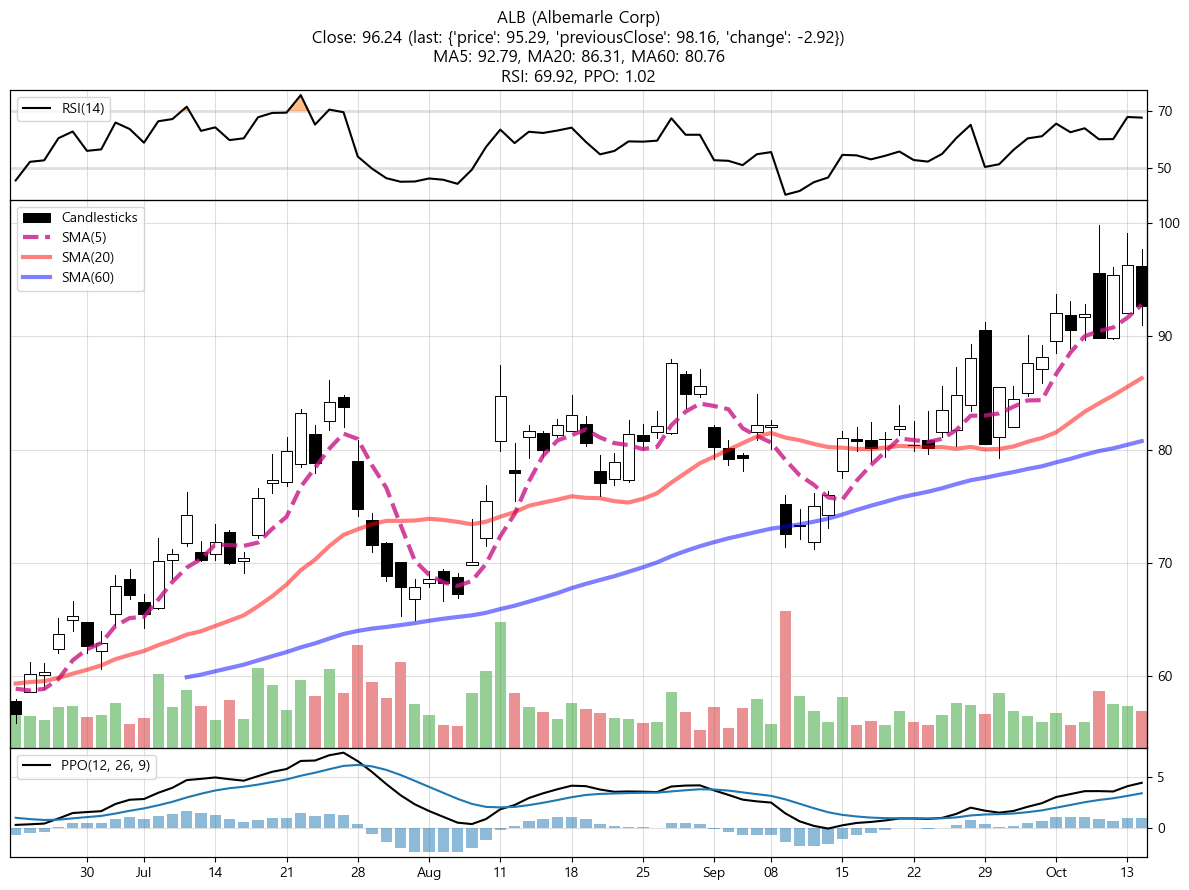 ALB (Albemarle Corp)
Close: 96.24 (last: {'price': 95.29, 'previousClose': 98.16, 'change': -2.92})
MA5: 92.79, MA20: 86.31, MA60: 80.76
RSI: 69.92, PPO: 1.02
RSI(14)
70
50
Candlesticks
SMA(5)
SMA(20)
SMA(60)
100
90
80
70
60
PPO(12, 26, 9)
5
0
30 Jul 14 21 28 Aug 11 18 25 Sep 08 15 22 29 Oct 13